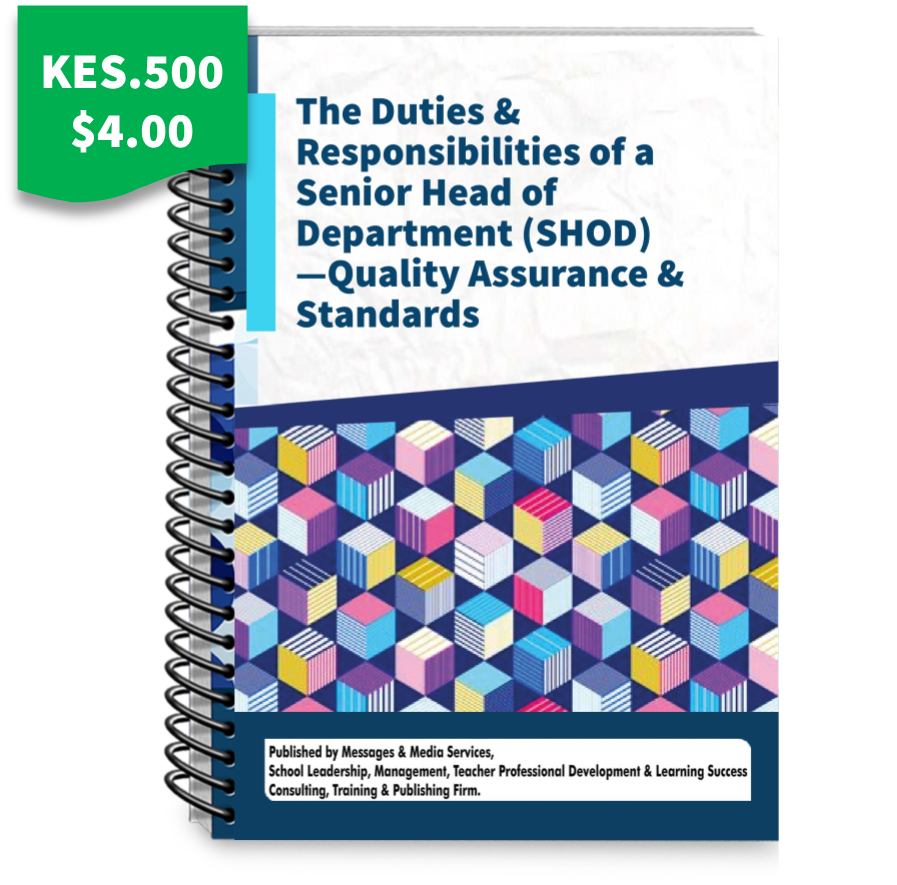 KES.500
$4.00
The Duties &
Responsibilities of a
Senior Head of
Department (SHOD)
—Quality Assurance &
Standards
Published by Messages & Media Services,
School Leadership, Management, Teacher Professional Development & Learning Success
Consulting, Training & Publishing Firm.